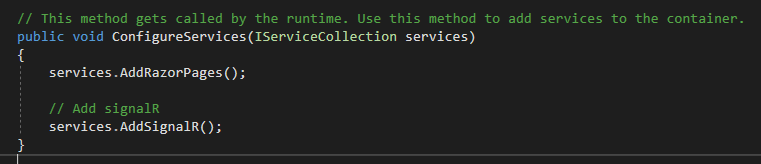 // This method gets called by the runtime. Use this method to add services to the container.
public void ConfigureServices(IServiceCollection services)
{
    services.AddRazorPages();

    // Add signalR
    services.AddSignalR();
}